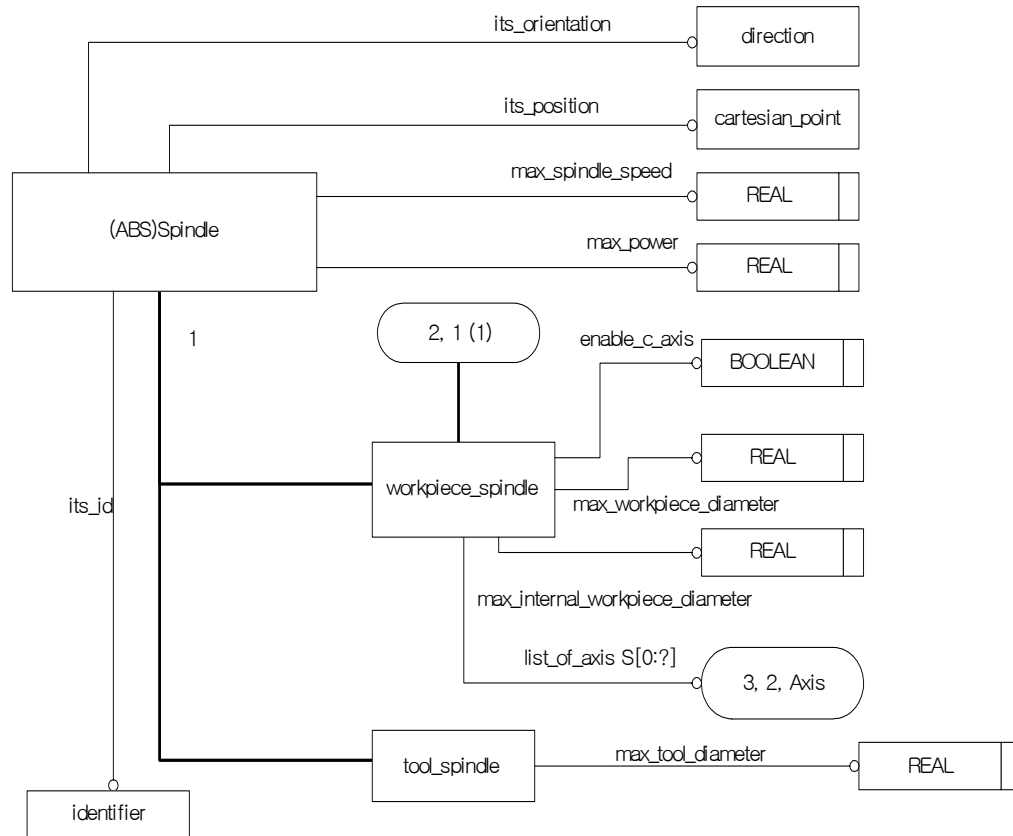 its_orientation
direction
its_position
cartesian_point
max_spindle_speed
REAL
(ABS)Spindle
max_power
REAL
1
2, 1 (1)
enable_c_axis
BOOLEAN
REAL
workpiece_spindle
max_workpiece_diameter
its_id
REAL
max_internal_workpiece_diameter
list_of_axis S[0:?]
3, 2, Axis
max_tool_diameter
tool_spindle
REAL
identifier